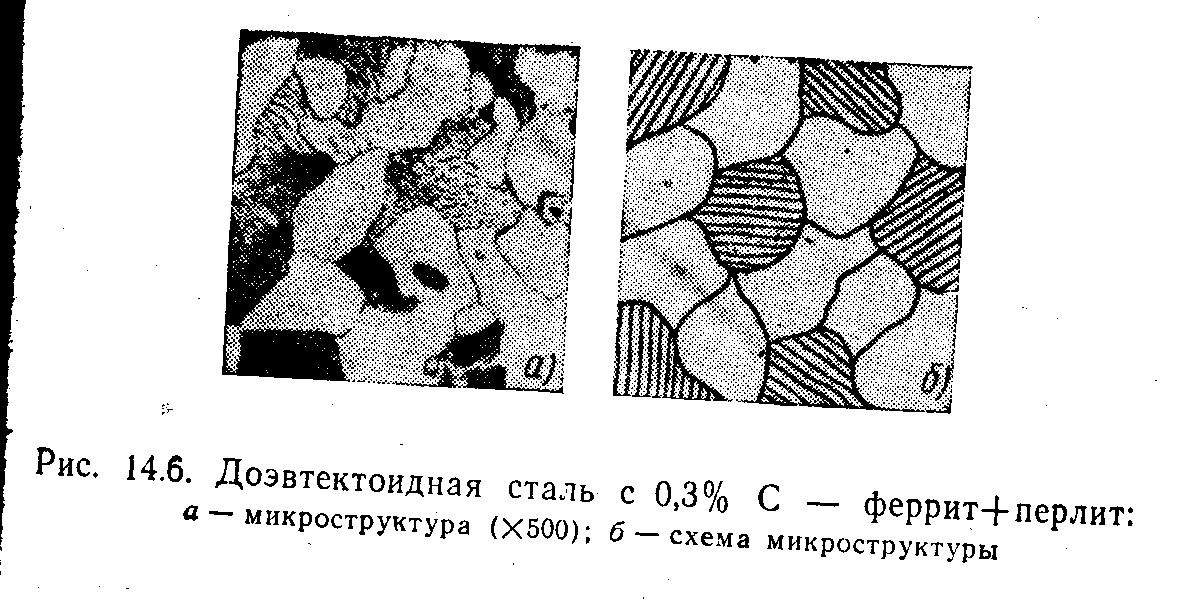 а)
б)
Рис. 14.6. Доэвтектоидная сталь с 0,3% С — феррит+перлит:
а — микроструктура (×500); б — схема микроструктуры